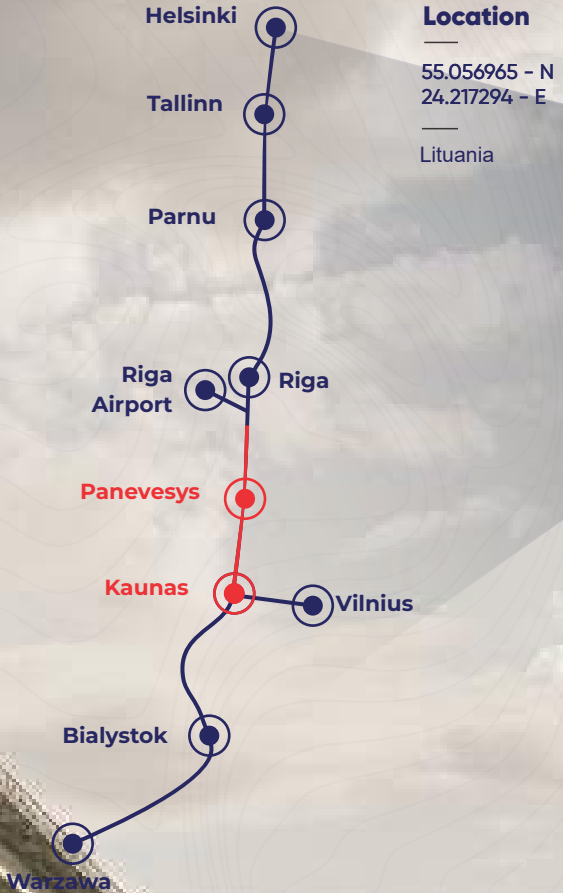 Helsinki
Location
55.056965 - N
24.217294 - E
Lituania
Tallinn
Parnu
Riga
Airport
Riga
Panevesys
Kaunas
Vilnius
Bialystok
Warzawa